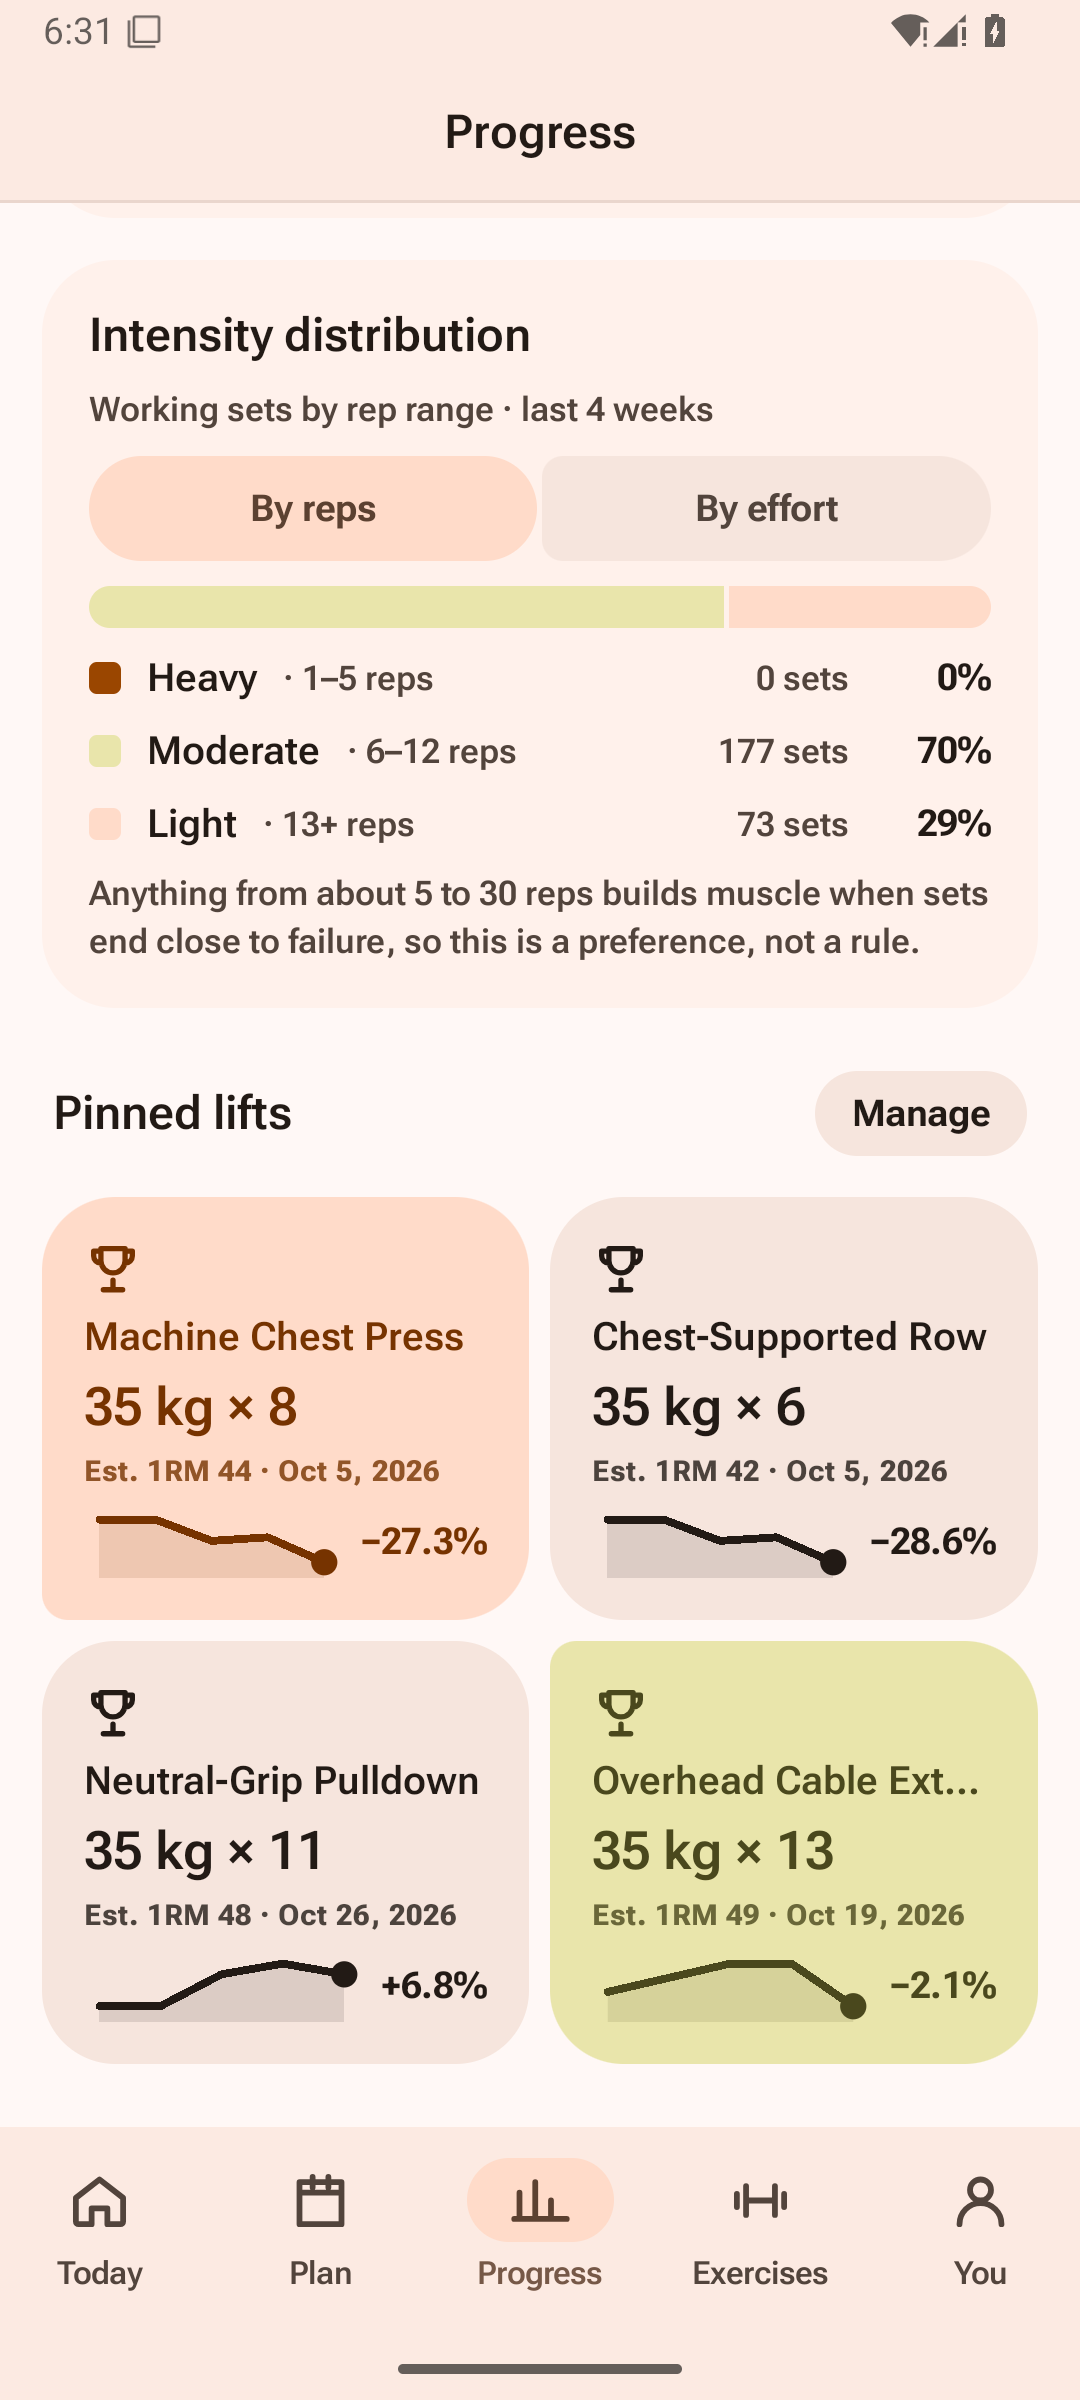 6:31
Progress
Intensity distribution
Working sets by rep range · last 4 weeks
By reps
By effort
Heavy · 1–5 reps 0 sets 0%
Moderate · 6–12 reps 177 sets 70%
Light · 13+ reps 73 sets 29%
Anything from about 5 to 30 reps builds muscle when sets
end close to failure, so this is a preference, not a rule.
Pinned lifts
Manage
Machine Chest Press
35 kg × 8
Est. 1RM 44 · Oct 5, 2026
−27.3%
Chest-Supported Row
35 kg × 6
Est. 1RM 42 · Oct 5, 2026
−28.6%
Neutral-Grip Pulldown
35 kg × 11
Est. 1RM 48 · Oct 26, 2026
+6.8%
Overhead Cable Ext...
35 kg × 13
Est. 1RM 49 · Oct 19, 2026
−2.1%
Today
Plan
Progress
Exercises
You